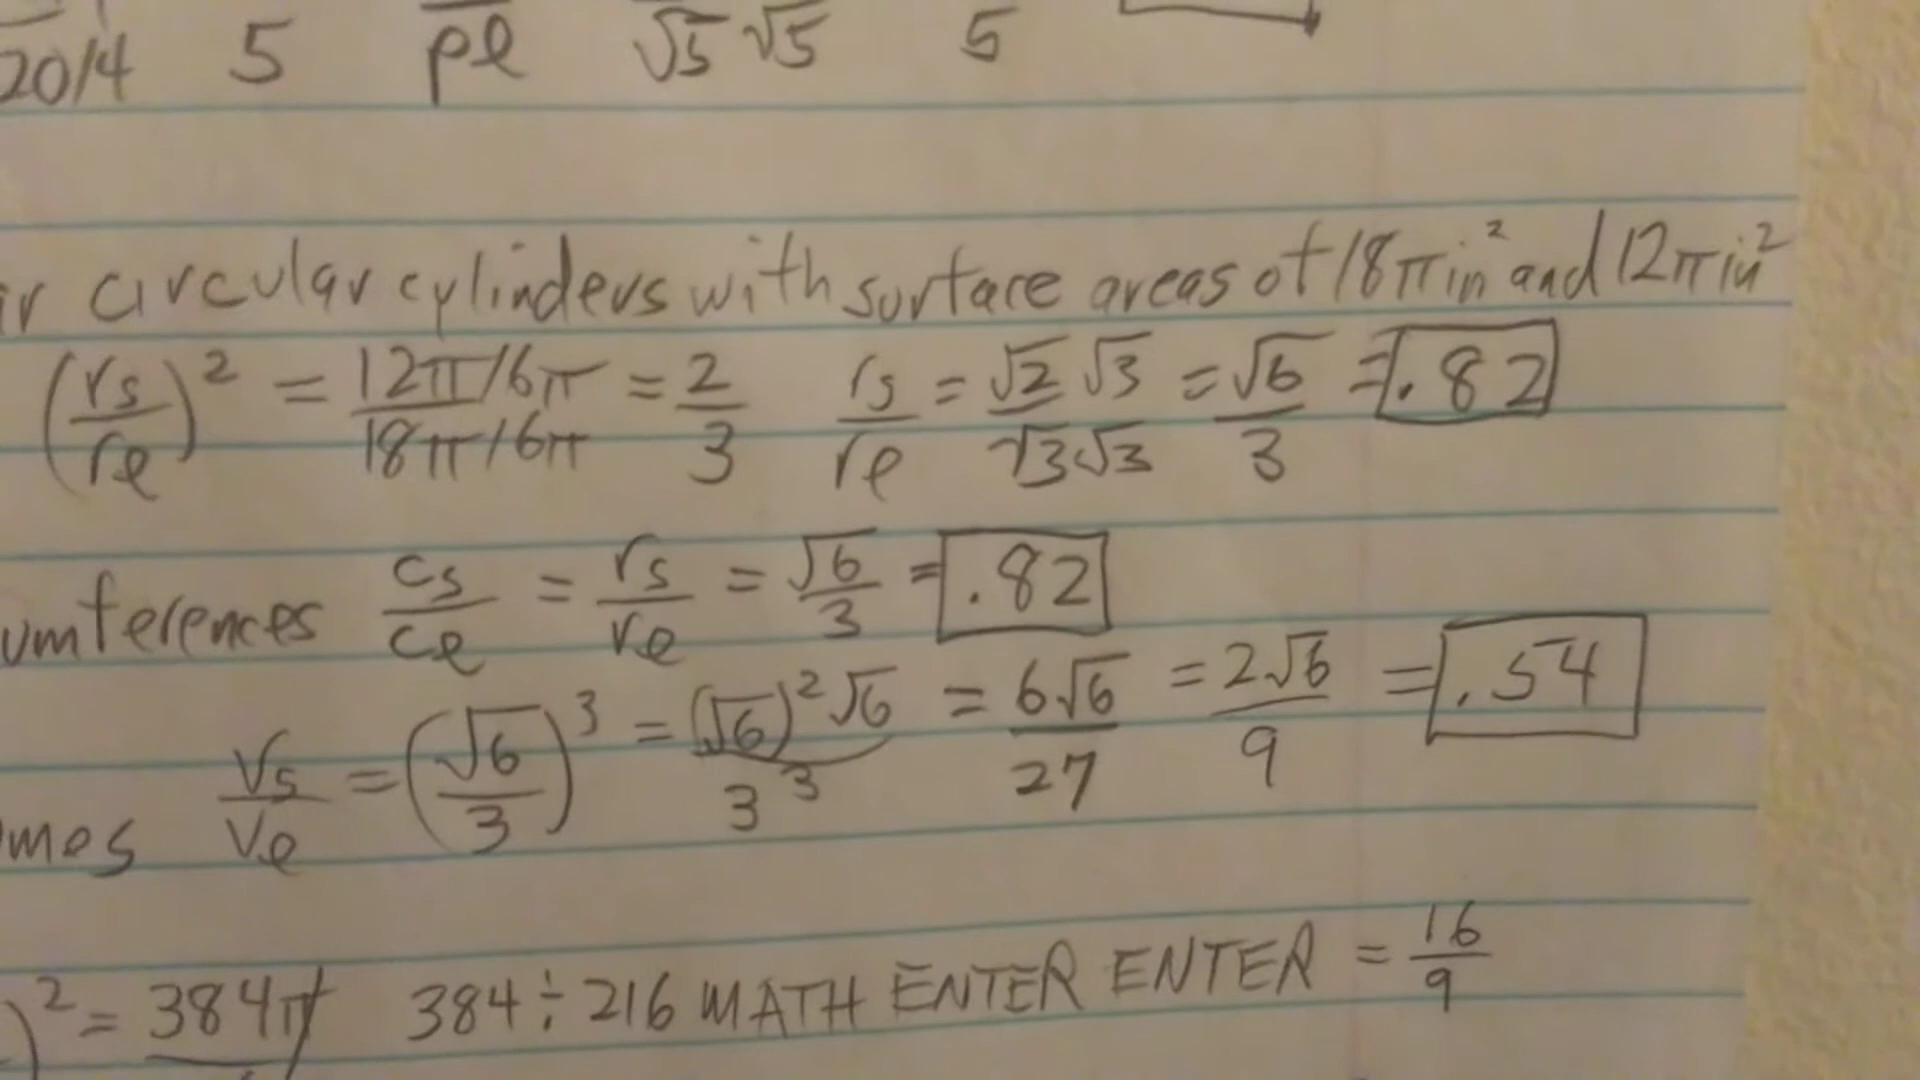 20/4 5 pl √5 √5 5
circular cylinders with surface areas of 18π in² and 12π in²
(rs/rl)² = 12π/6π / 18π/6π = 2/3 rs/rl = √2 √3 / √3 √3 = √6/3 = .82
umferences cs/cl = rs/rl = √6/3 = .82
umes Vs/Vl = (√6/3)³ = (√6)² √6 / 3³ = 6√6/27 = 2√6/9 = .54
)² = 384π 384 ÷ 216 MATH ENTER ENTER = 16/9